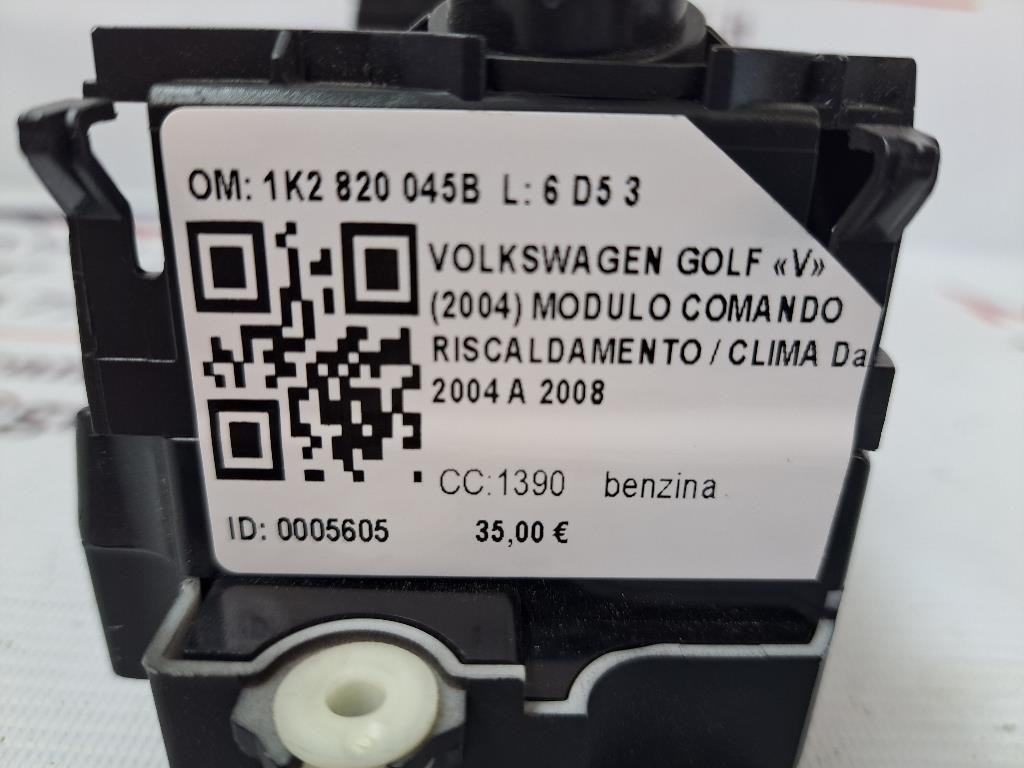 OM: 1K2 820 045B L: 6 D5 3
VOLKSWAGEN GOLF «V»
(2004) MODULO COMANDO
RISCALDAMENTO / CLIMA Da
2004 A 2008
CC:1390 benzina
ID: 0005605 35,00 €